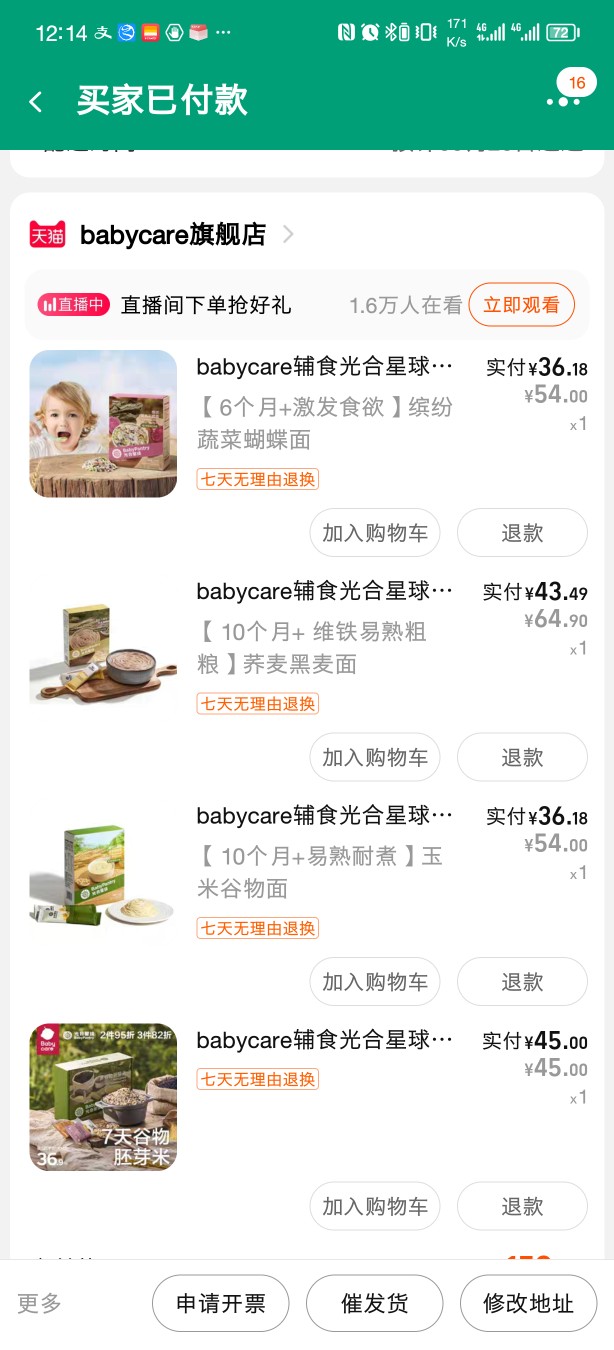 12:14
171
K/s
4G
4G
72
买家已付款
16
天猫
babycare旗舰店
直播中 直播间下单抢好礼 1.6万人在看 立即观看
babycare辅食光合星球… 实付¥36.18
¥54.00
【6个月+激发食欲】缤纷
蔬菜蝴蝶面
x1
七天无理由退换
加入购物车 退款
babycare辅食光合星球… 实付¥43.49
¥64.90
【10个月+ 维铁易熟粗
粮】荞麦黑麦面
x1
七天无理由退换
加入购物车 退款
babycare辅食光合星球… 实付¥36.18
¥54.00
【10个月+易熟耐煮】玉
米谷物面
x1
七天无理由退换
加入购物车 退款
babycare辅食光合星球… 实付¥45.00
¥45.00
七天无理由退换
x1
Baby
care
2件95折 3件82折
7天谷物
胚芽米
加入购物车 退款
更多 申请开票 催发货 修改地址